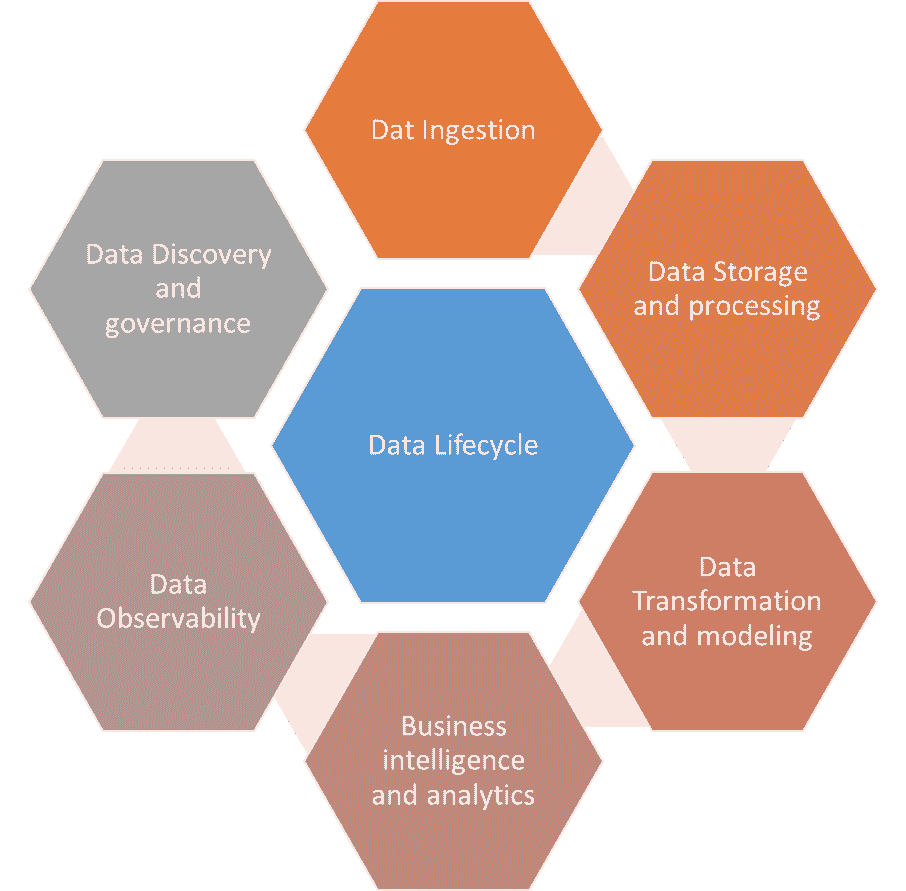 Dat Ingestion
Data Storage
and processing
Data
Transformation
and modeling
Business
intelligence
and analytics
Data
Observability
Data Discovery
and
governance
Data Lifecycle